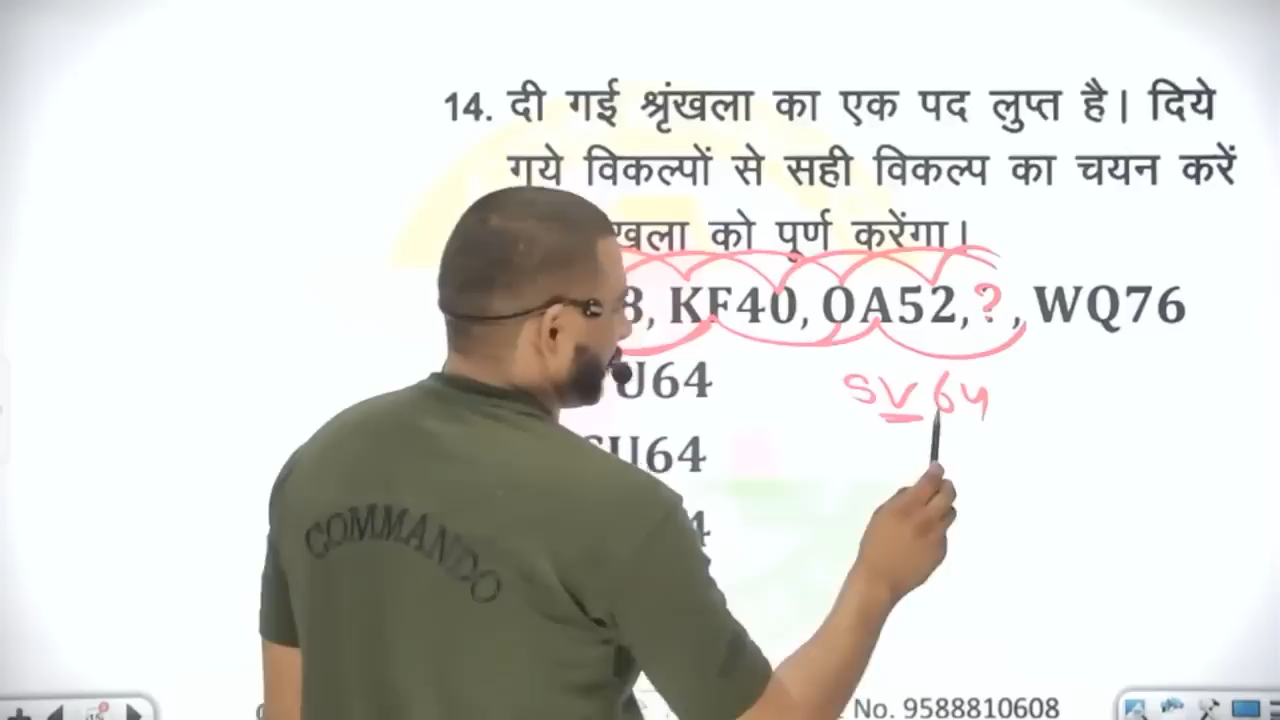 14. दी गई श्रृंखला का एक पद लुप्त है। दिये
गये विकल्पों से सही विकल्प का चयन करें
को पूर्ण करेंगा।
8, KF40, OA52, ?, WQ76
U64
SV64
U64
4
COMMANDO
No. 9588810608